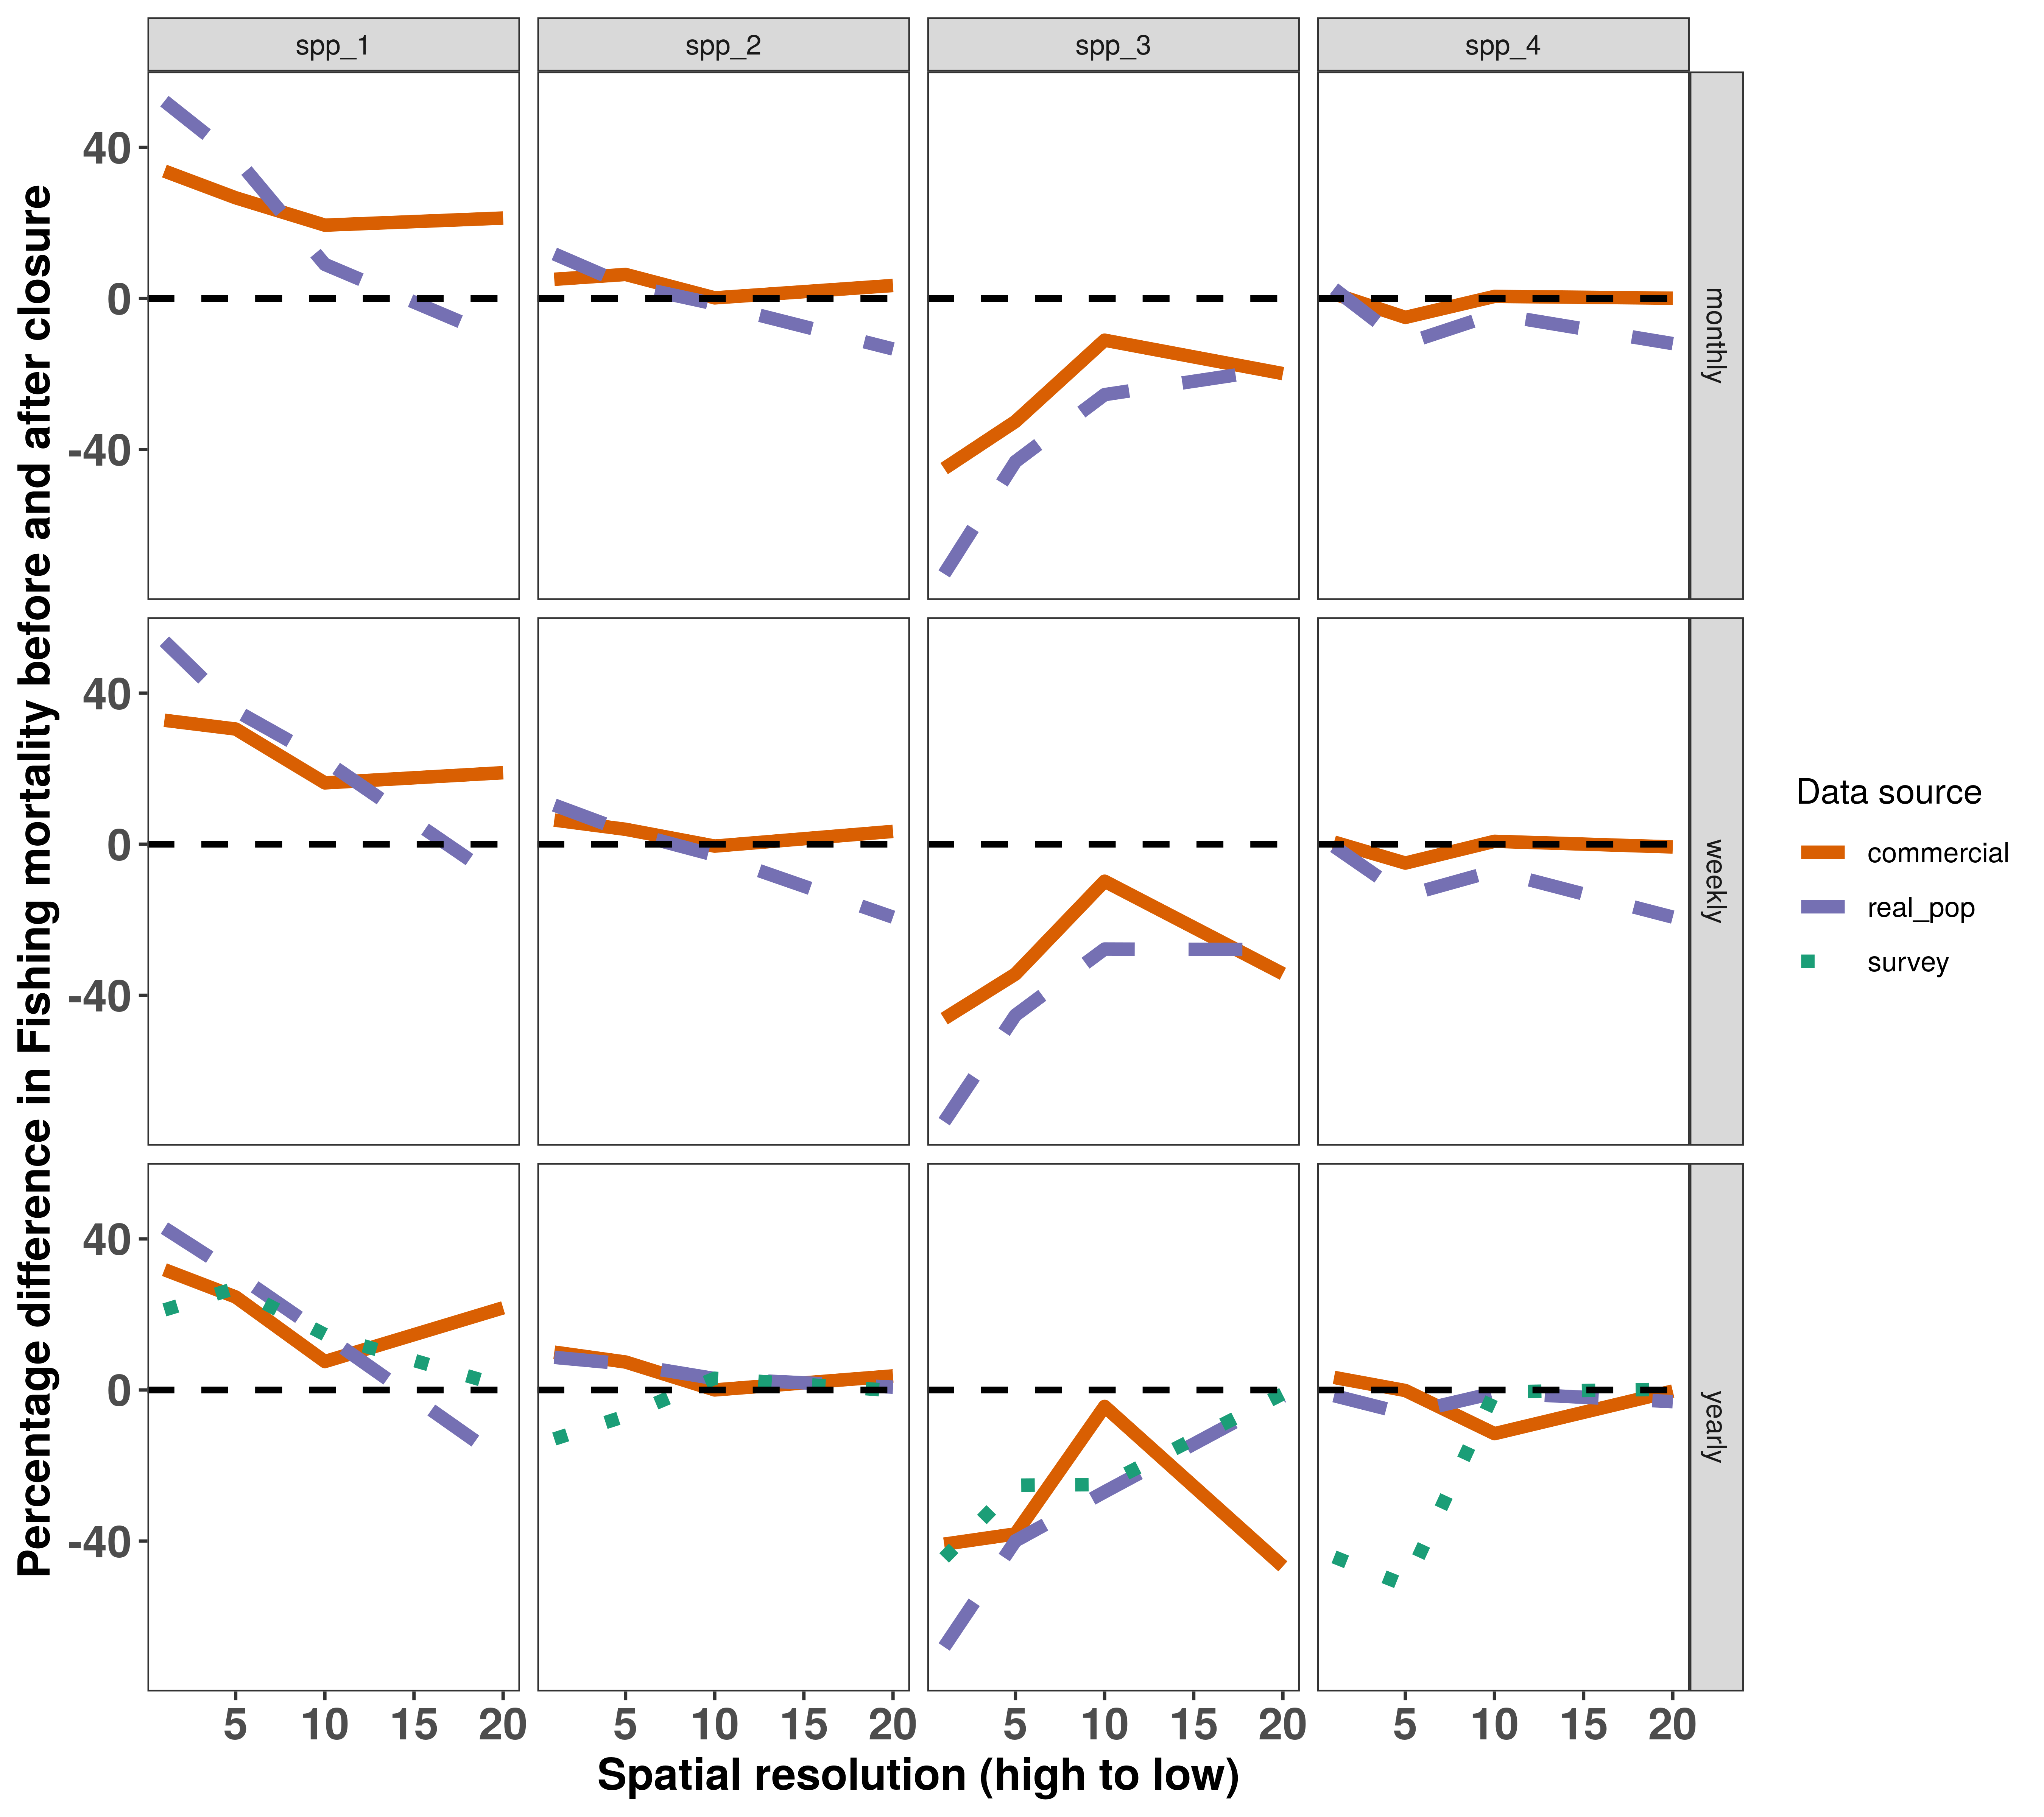 spp_1 spp_2 spp_3 spp_4
Percentage difference in Fishing mortality before and after closure
40
0
-40
monthly
40
0
-40
weekly
40
0
-40
yearly
5 10 15 20 5 10 15 20 5 10 15 20 5 10 15 20
Spatial resolution (high to low)
Data source
commercial
real_pop
survey